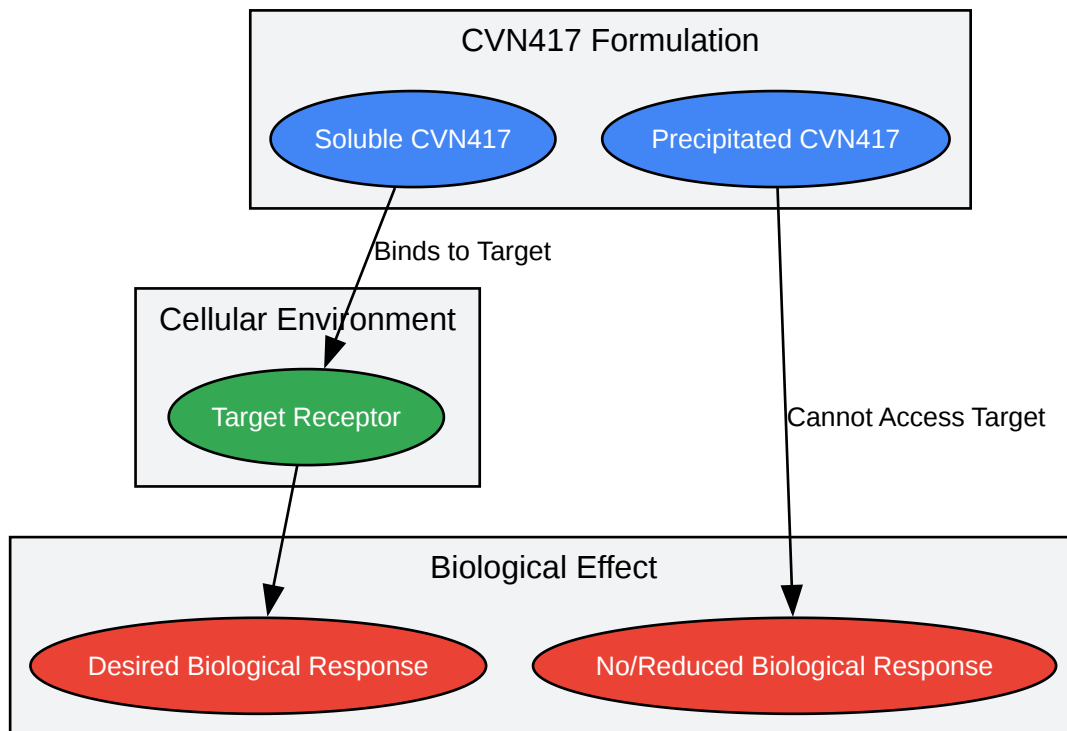 CVN417 Formulation
Soluble CVN417
Precipitated CVN417
Binds to Target
Cellular Environment
Target Receptor
Cannot Access Target
Biological Effect
Desired Biological Response
No/Reduced Biological Response